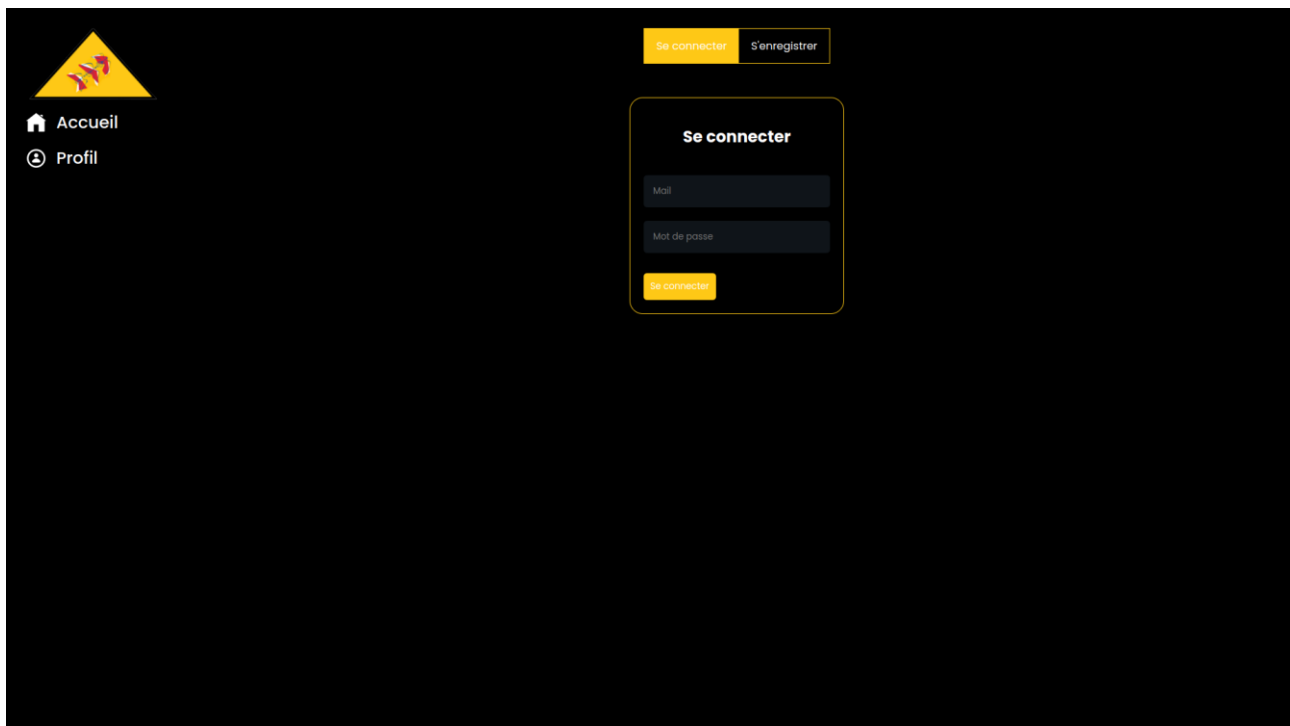 Accueil
Profil
Se connecter
S'enregistrer
Se connecter
Mail
Mot de passe
Se connecter